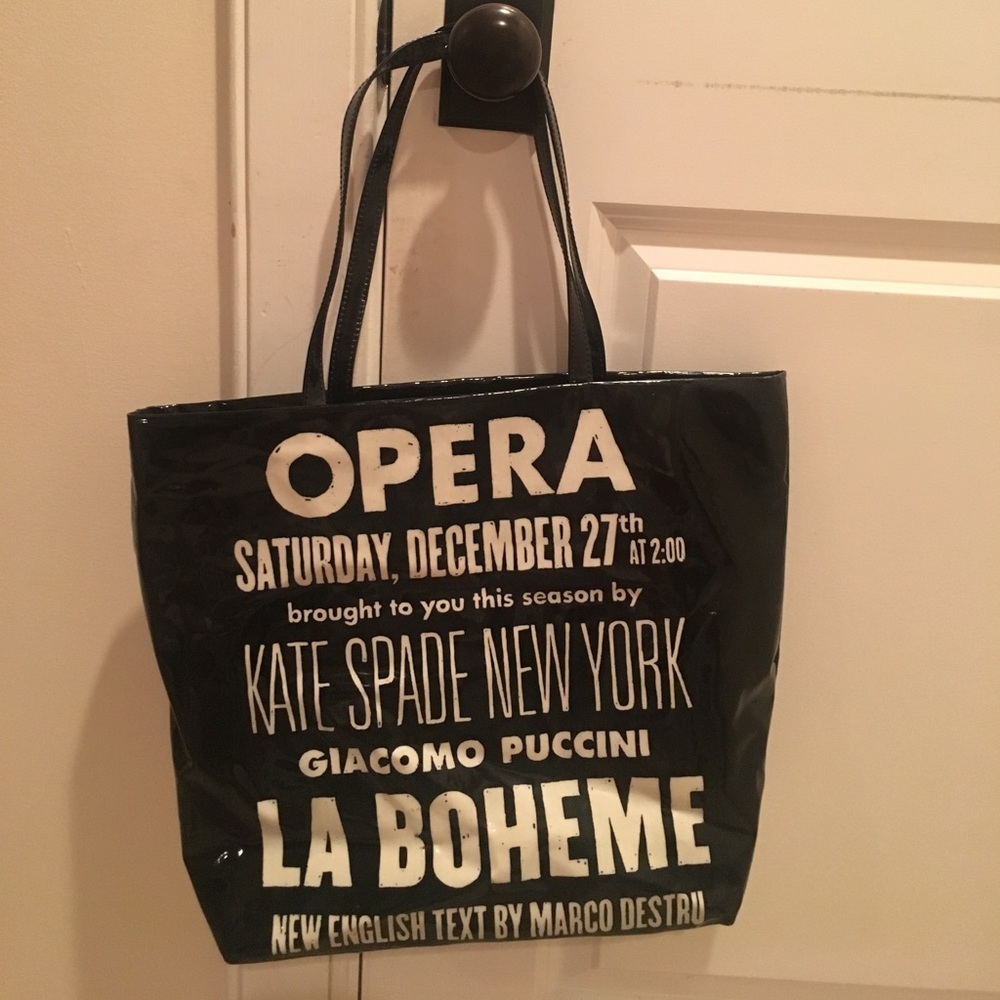 OPERA
SATURDAY, DECEMBER 27th AT 2:00
brought to you this season by
KATE SPADE NEW YORK
GIACOMO PUCCINI
LA BOHEME
NEW ENGLISH TEXT BY MARCO DESTRU